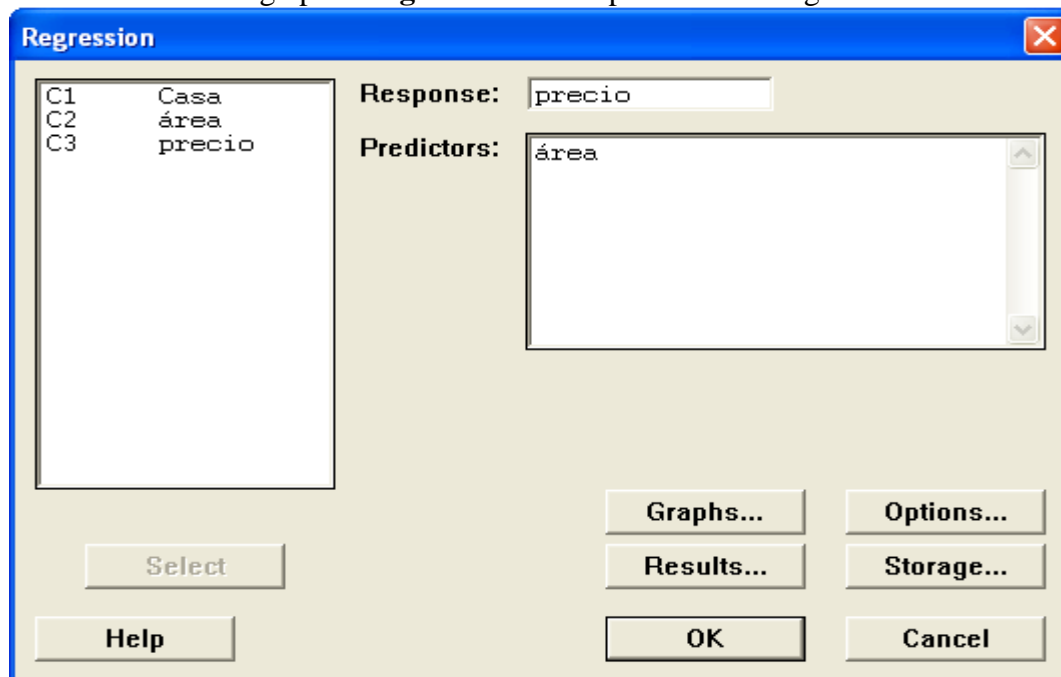 Regression
C1 Casa
C2 área
C3 precio
Response: precio
Predictors: área
Graphs... Options...
Select Results... Storage...
Help OK Cancel